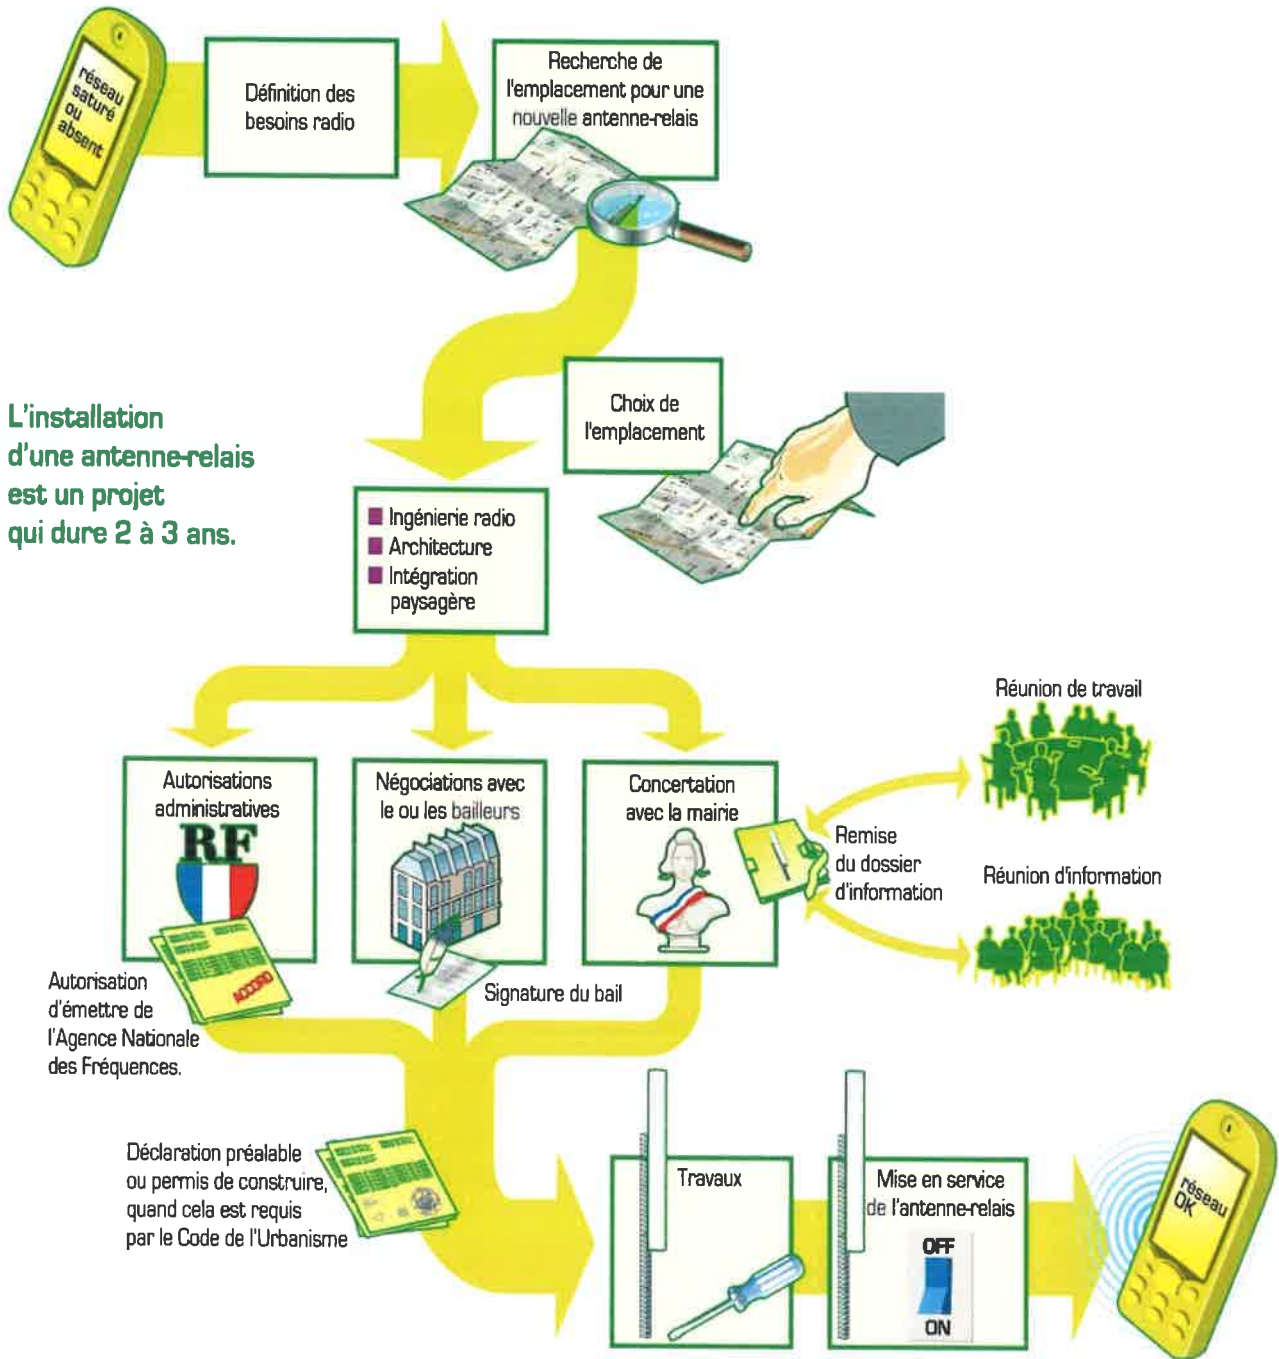 réseau
saturé
ou
absent
Définition des
besoins radio
Recherche de
l'emplacement pour une
nouvelle antenne-relais
Choix de
l'emplacement
L'installation
d'une antenne-relais
est un projet
qui dure 2 à 3 ans.
Ingénierie radio
Architecture
Intégration
paysagère
Autorisations
administratives
RF
ACCORD
Autorisation
d'émettre de
l'Agence Nationale
des Fréquences.
Négociations avec
le ou les bailleurs
Signature du bail
Concertation
avec la mairie
Remise
du dossier
d'information
Réunion de travail
Réunion d'information
Déclaration préalable
ou permis de construire,
quand cela est requis
par le Code de l'Urbanisme
Travaux
Mise en service
de l'antenne-relais
OFF
ON
réseau
OK